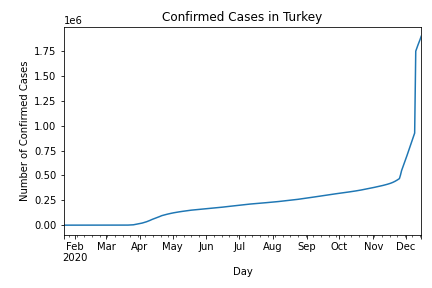 Confirmed Cases in Turkey
1e6
Number of Confirmed Cases
1.75
1.50
1.25
1.00
0.75
0.50
0.25
0.00
Feb Mar Apr May Jun Jul Aug Sep Oct Nov Dec
2020
Day